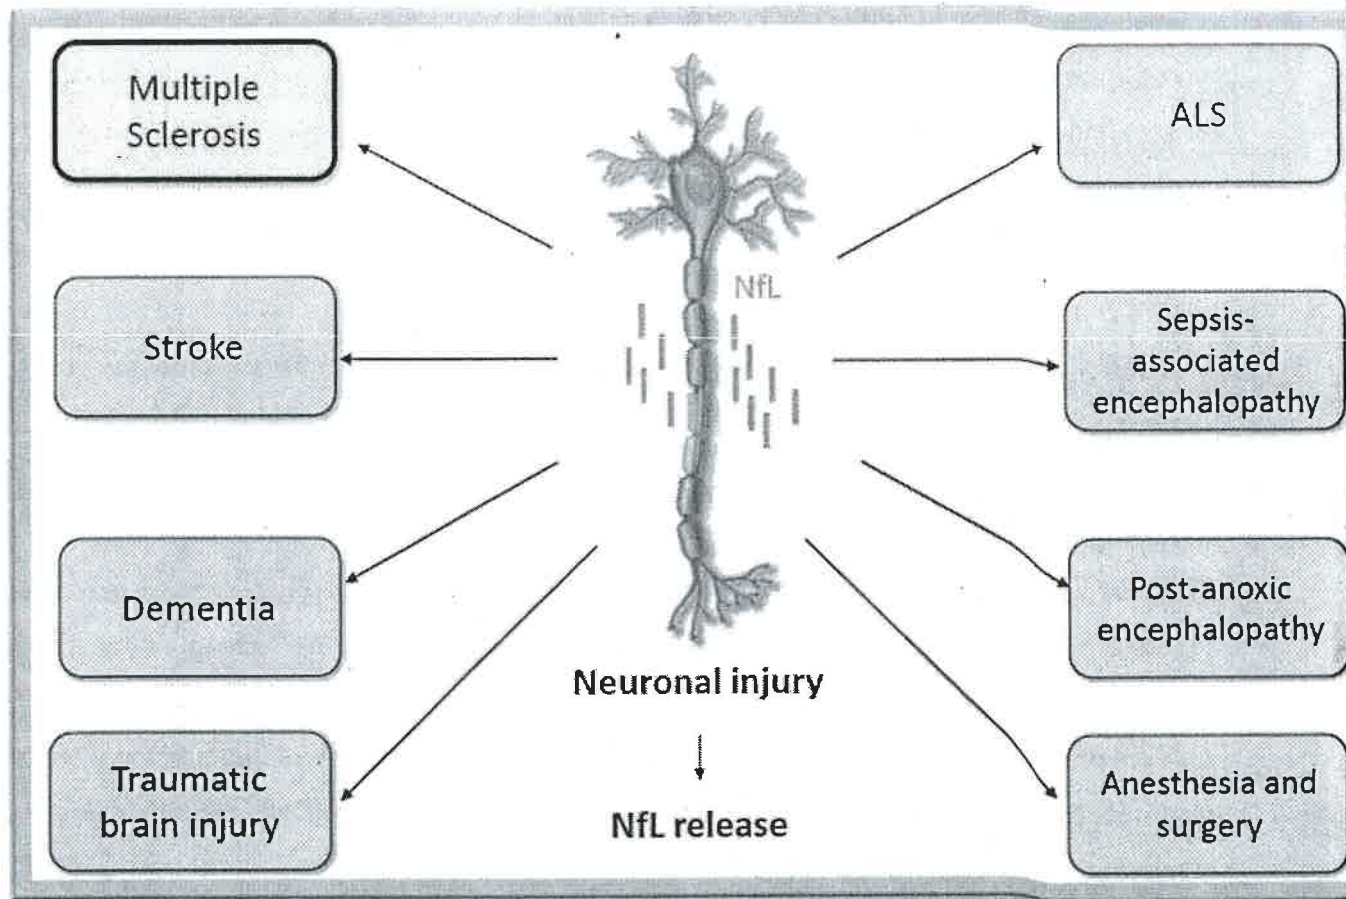 Multiple
Sclerosis
ALS
NfL
Stroke
Sepsis-
associated
encephalopathy
Dementia
Post-anoxic
encephalopathy
Neuronal injury
Traumatic
brain injury
NfL release
Anesthesia and
surgery